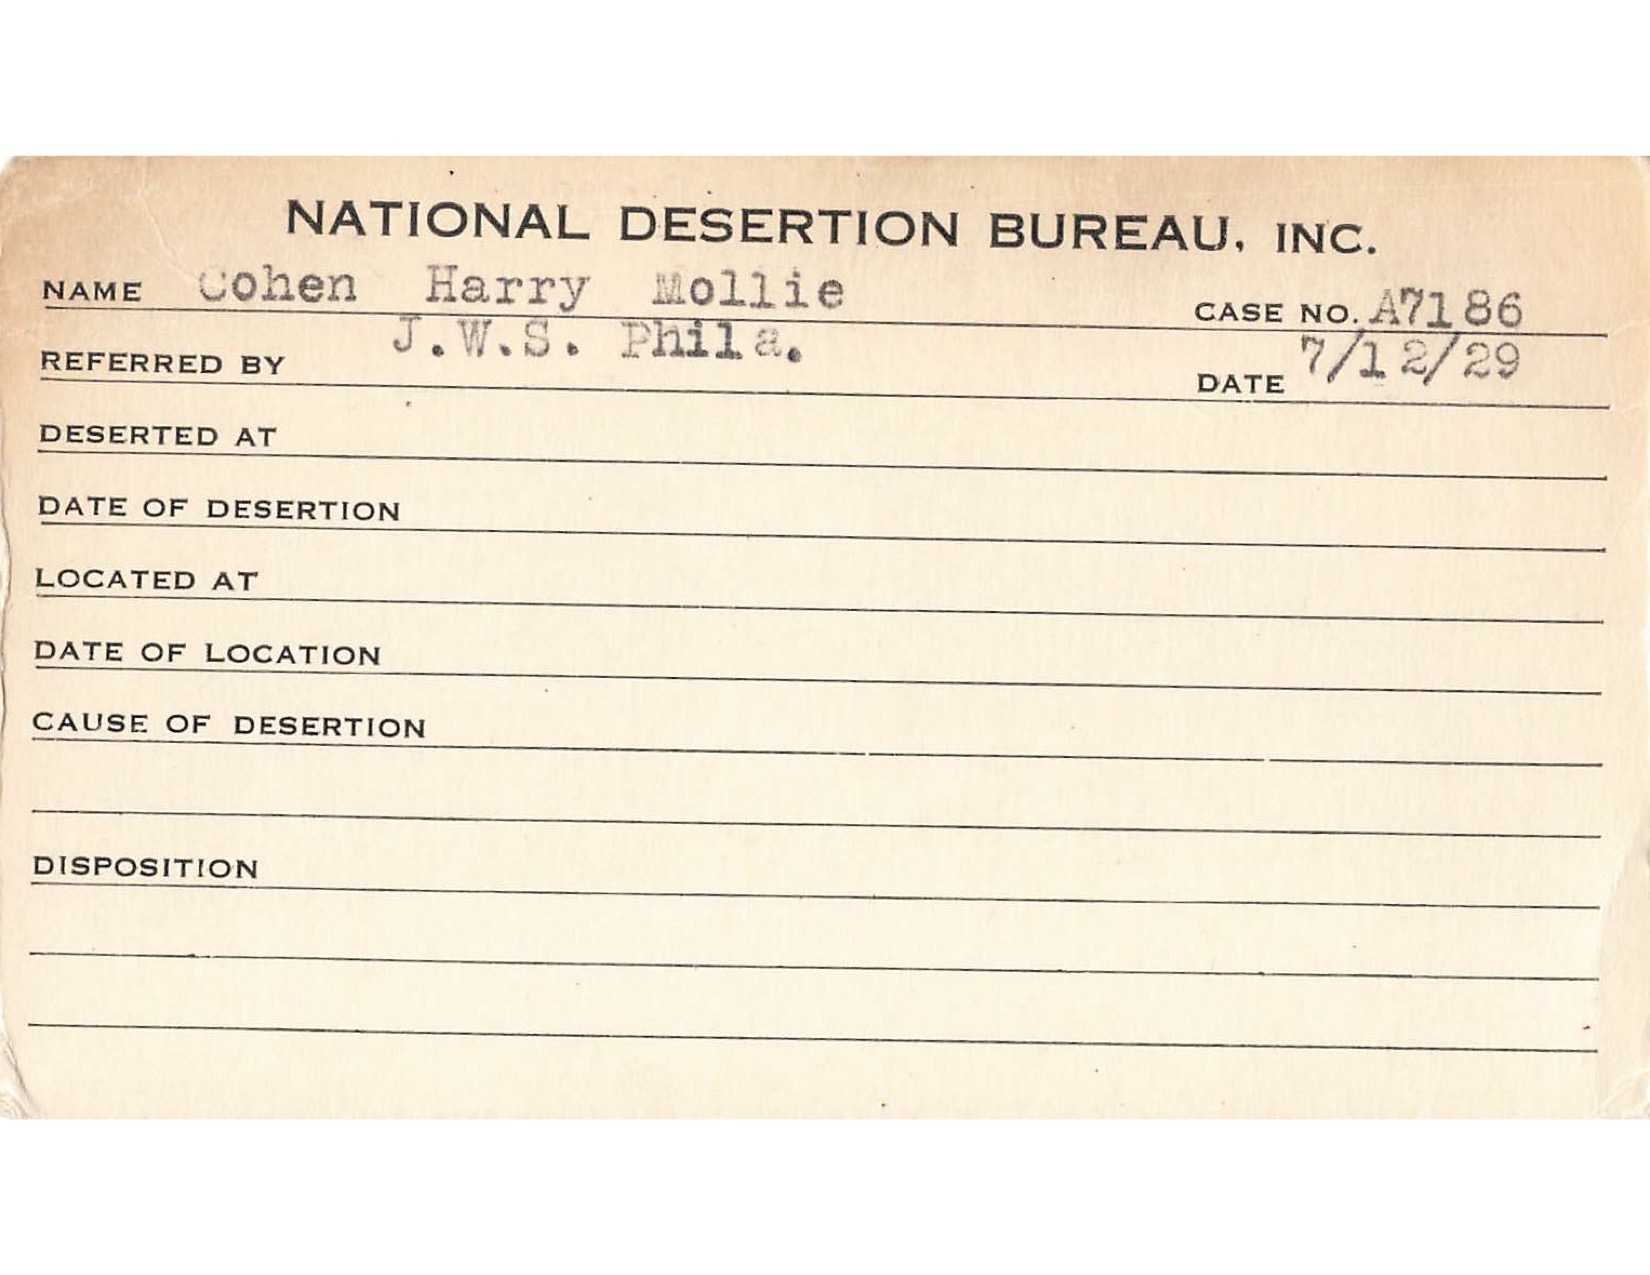 NATIONAL DESERTION BUREAU, INC.
NAME Cohen Harry Mollie CASE NO. A7186
REFERRED BY J.W.S. Phila. DATE 7/12/29
DESERTED AT
DATE OF DESERTION
LOCATED AT
DATE OF LOCATION
CAUSE OF DESERTION
DISPOSITION